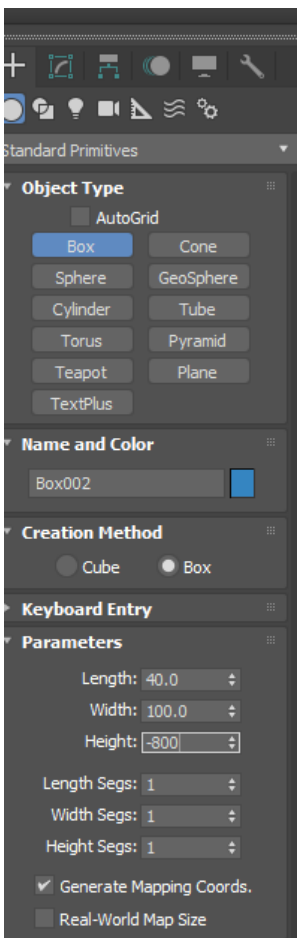 Standard Primitives
Object Type
AutoGrid
Box Cone
Sphere GeoSphere
Cylinder Tube
Torus Pyramid
Teapot Plane
TextPlus
Name and Color
Box002
Creation Method
Cube Box
Keyboard Entry
Parameters
Length: 40.0
Width: 100.0
Height: -800
Length Segs: 1
Width Segs: 1
Height Segs: 1
Generate Mapping Coords.
Real-World Map Size